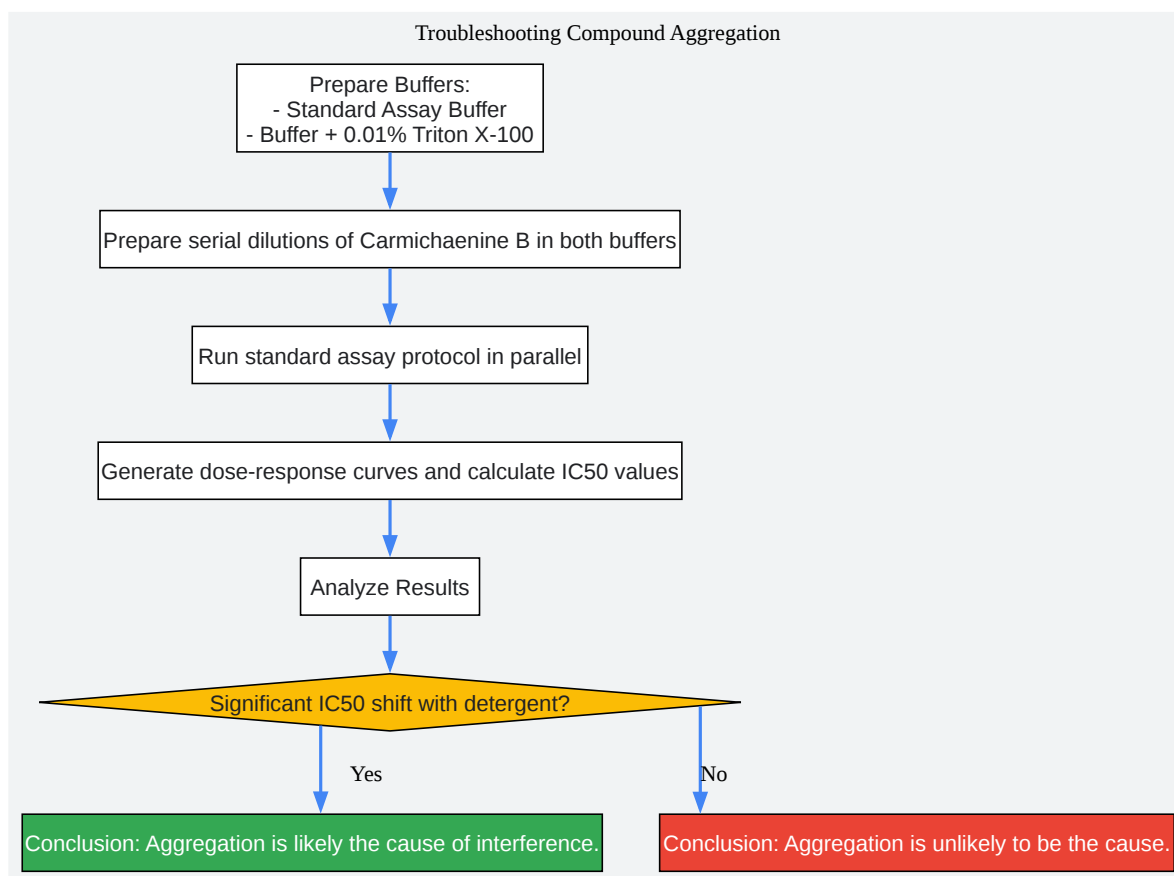 Troubleshooting Compound Aggregation
Prepare Buffers:
- Standard Assay Buffer
- Buffer + 0.01% Triton X-100
Prepare serial dilutions of Carmichaenine B in both buffers
Run standard assay protocol in parallel
Generate dose-response curves and calculate IC50 values
Analyze Results
Significant IC50 shift with detergent?
Yes
No
Conclusion: Aggregation is likely the cause of interference.
Conclusion: Aggregation is unlikely to be the cause.